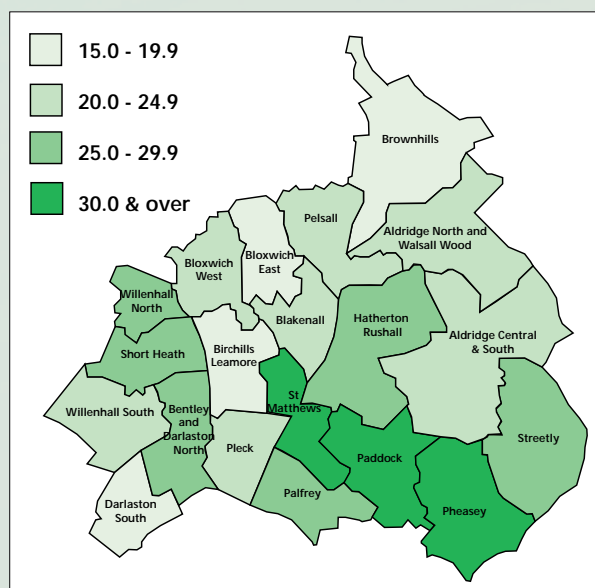 15.0 - 19.9
20.0 - 24.9
25.0 - 29.9
30.0 & over
Brownhills
Pelsall
Aldridge North and
Walsall Wood
Bloxwich
West
Bloxwich
East
Willenhall
North
Blakenall
Hatherton
Rushall
Aldridge Central
& South
Short Heath
Birchills
Leamore
St
Matthews
Willenhall South
Bentley
and
Darlaston
North
Pleck
Streetly
Paddock
Palfrey
Darlaston
South
Pheasey